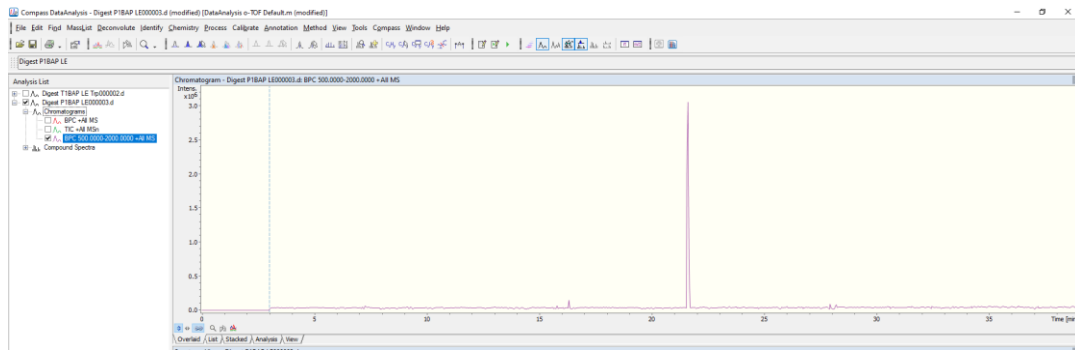 Compass DataAnalysis - Digest P1BAP LE000003.d (modified) [DataAnalysis o-TOF Default.m (modified)]
File Edit Find MassList Deconvolute Identify Chemistry Process Calibrate Annotation Method View Tools Compass Window Help
Digest P1BAP LE
Analysis List
Digest T1BAP LE Trp000002.d
Digest P1BAP LE000003.d
Chromatograms
BPC +All MS
TIC +All MSn
BPC 500.0000-2000.0000 +All MS
Compound Spectra
Chromatogram - Digest P1BAP LE000003.d: BPC 500.0000-2000.0000 +All MS
Intens.
x10⁶
3.0
2.5
2.0
1.5
1.0
0.5
0.0
0 5 10 15 20 25 30 35 Time [min]
Overlaid / List / Stacked / Analysis / View